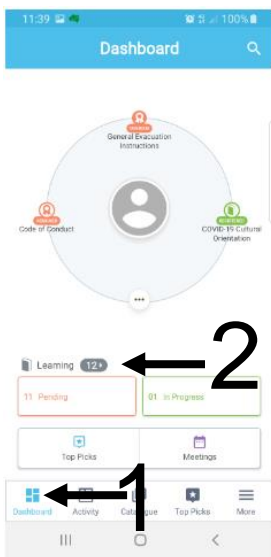 11:39 100%
Dashboard
General Evacuation
Instructions
Code of Conduct
COVID-19 Cultural
Orientation
Learning 12+
2
11 Pending
01 In Progress
Top Picks
Meetings
1
Dashboard
Activity
Catalogue
Top Picks
More